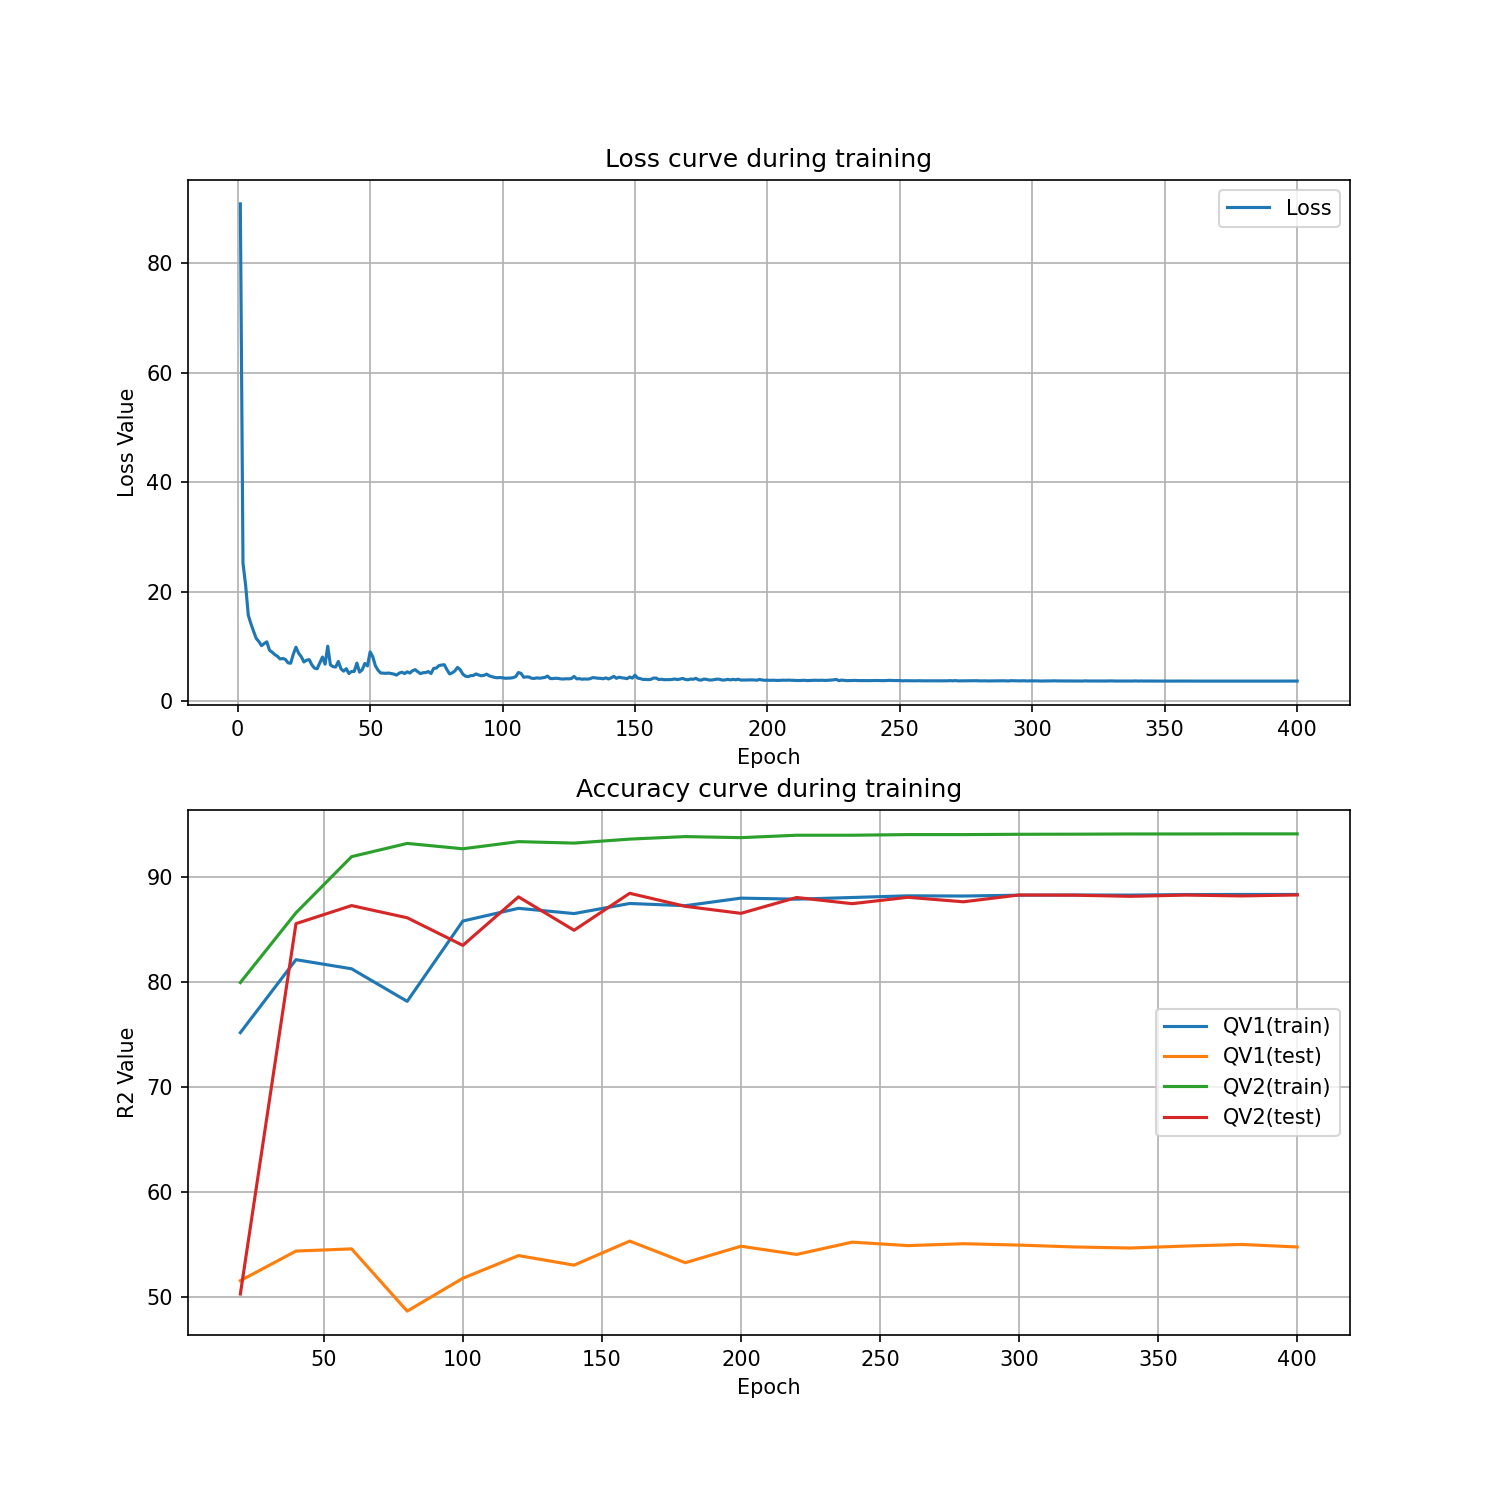 Loss curve during training
Loss
80
60
40
20
0
Loss Value
0 50 100 150 200 250 300 350 400
Epoch
Accuracy curve during training
90
80
70
60
50
R2 Value
QV1(train)
QV1(test)
QV2(train)
QV2(test)
50 100 150 200 250 300 350 400
Epoch